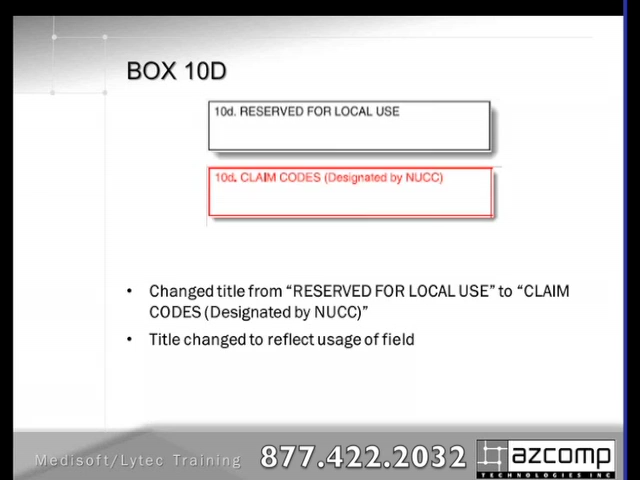 BOX 10D
10d. RESERVED FOR LOCAL USE
10d. CLAIM CODES (Designated by NUCC)
• Changed title from “RESERVED FOR LOCAL USE” to “CLAIM
CODES (Designated by NUCC)”
• Title changed to reflect usage of field
Medisoft/Lytec Training
877.422.2032
azcomp
TECHNOLOGIES INC